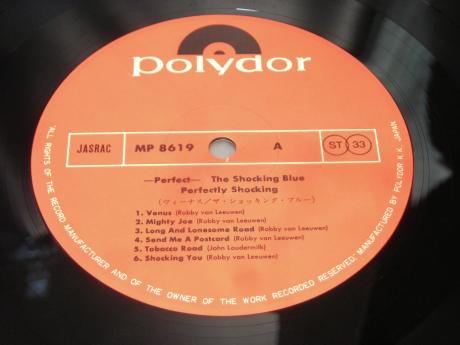 polydor
JASRAC MP 8619 A ST 33
—Perfect— The Shocking Blue
Perfectly Shocking
(ヴィーナス/ザ・ショッキング・ブルー)
1. Venus (Robby van Leeuwen)
2. Mighty Joe (Robby van Leeuwen)
3. Long And Lonesome Road (Robby van Leeuwen)
4. Send Me A Postcard (Robby van Leeuwen)
5. Tobacco Road (John Loudermilk)
6. Shocking You (Robby van Leeuwen)
ALL RIGHTS OF THE RECORD MANUFACTURER AND OF THE OWNER OF THE WORK RECORDED RESERVED. MANUFACTURED BY POLYDOR K.K. JAPAN